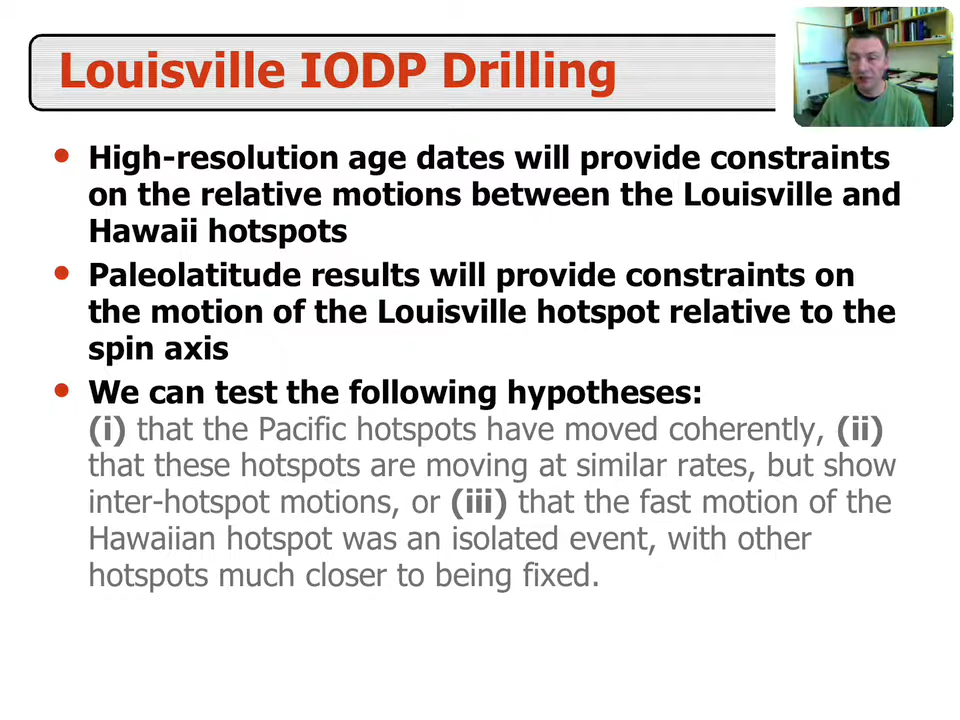 Louisville IODP Drilling
• High-resolution age dates will provide constraints
on the relative motions between the Louisville and
Hawaii hotspots
• Paleolatitude results will provide constraints on
the motion of the Louisville hotspot relative to the
spin axis
• We can test the following hypotheses:
(i) that the Pacific hotspots have moved coherently, (ii)
that these hotspots are moving at similar rates, but show
inter-hotspot motions, or (iii) that the fast motion of the
Hawaiian hotspot was an isolated event, with other
hotspots much closer to being fixed.